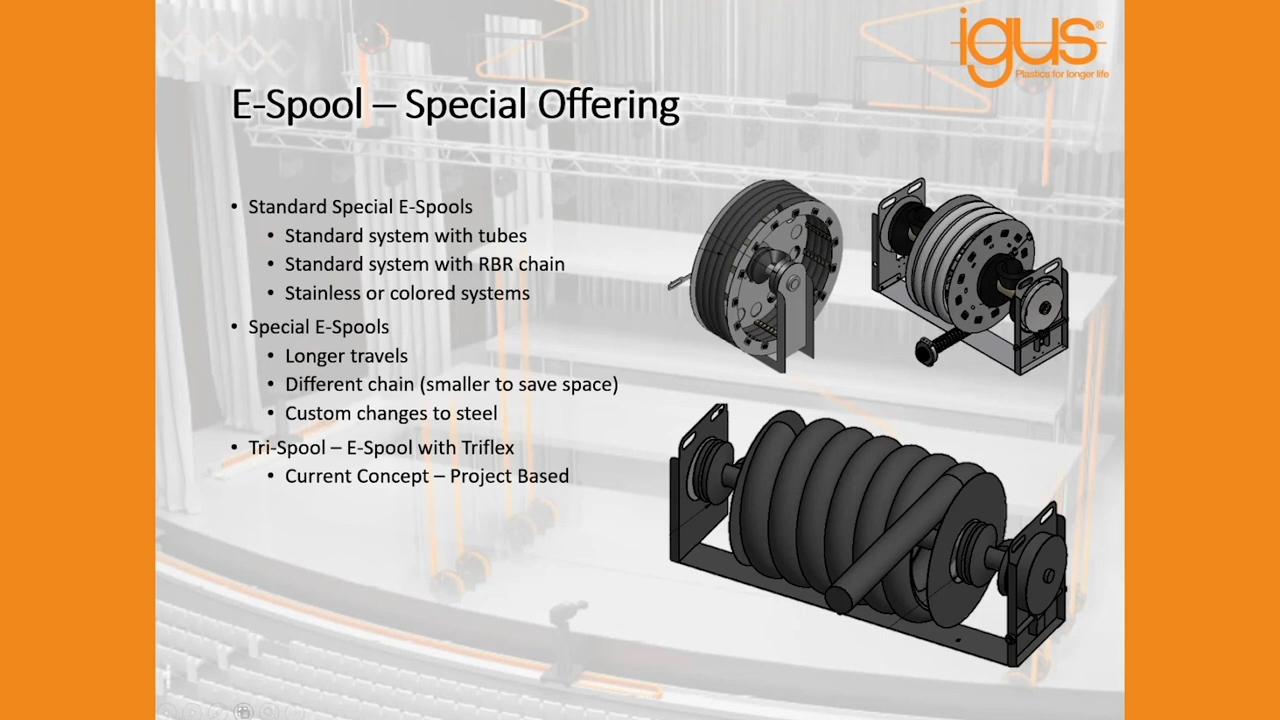 igus®
Plastics for longer life
E-Spool – Special Offering
• Standard Special E-Spools
• Standard system with tubes
• Standard system with RBR chain
• Stainless or colored systems
• Special E-Spools
• Longer travels
• Different chain (smaller to save space)
• Custom changes to steel
• Tri-Spool – E-Spool with Triflex
• Current Concept – Project Based